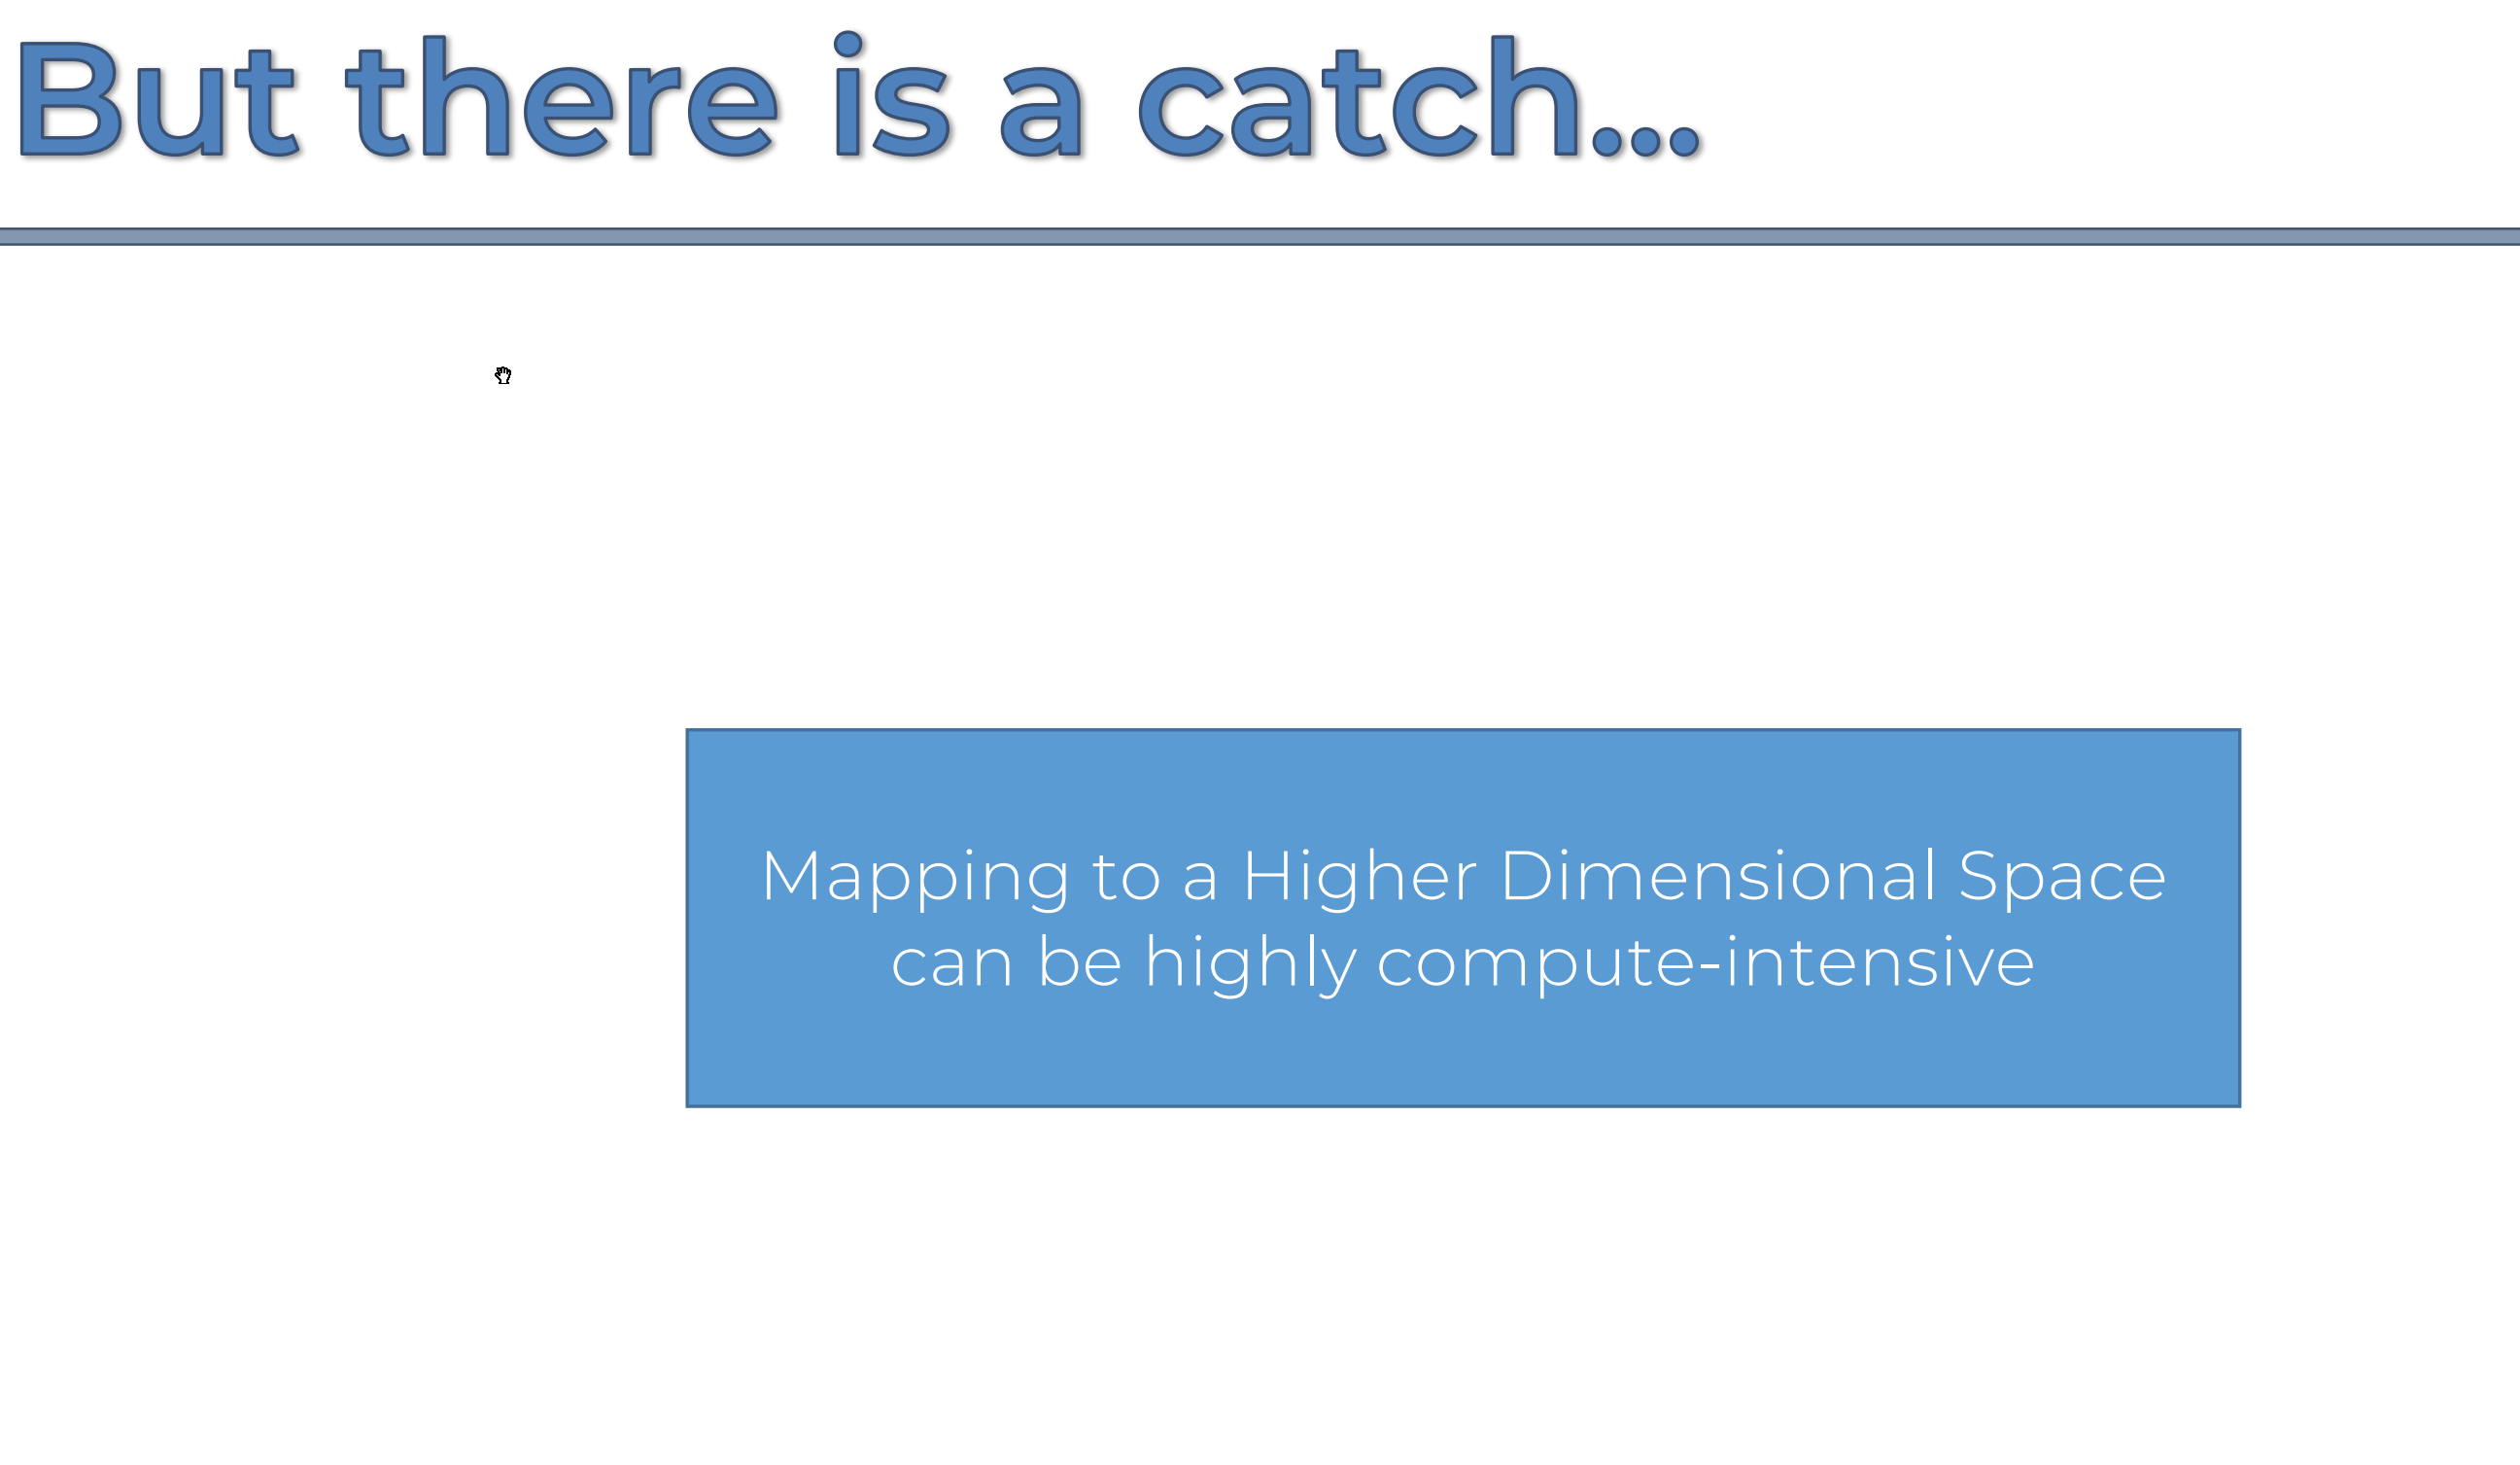 But there is a catch...
Mapping to a Higher Dimensional Space
can be highly compute-intensive